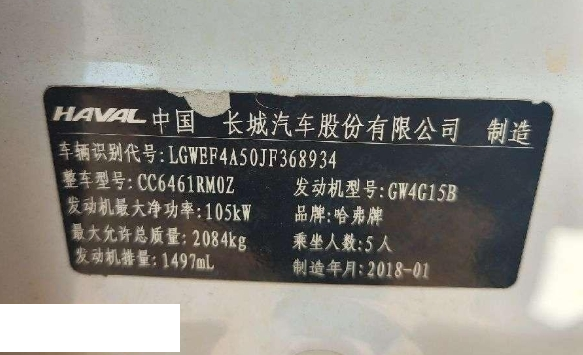 HAVAL 中国 长城汽车股份有限公司 制造
车辆识别代号:LGWEF4A50JF368934
整车型号:CC6461RM0Z 发动机型号:GW4G15B
发动机最大净功率:105kW 品牌:哈弗牌
最大允许总质量:2084kg 乘坐人数:5人
发动机排量:1497mL 制造年月:2018-01